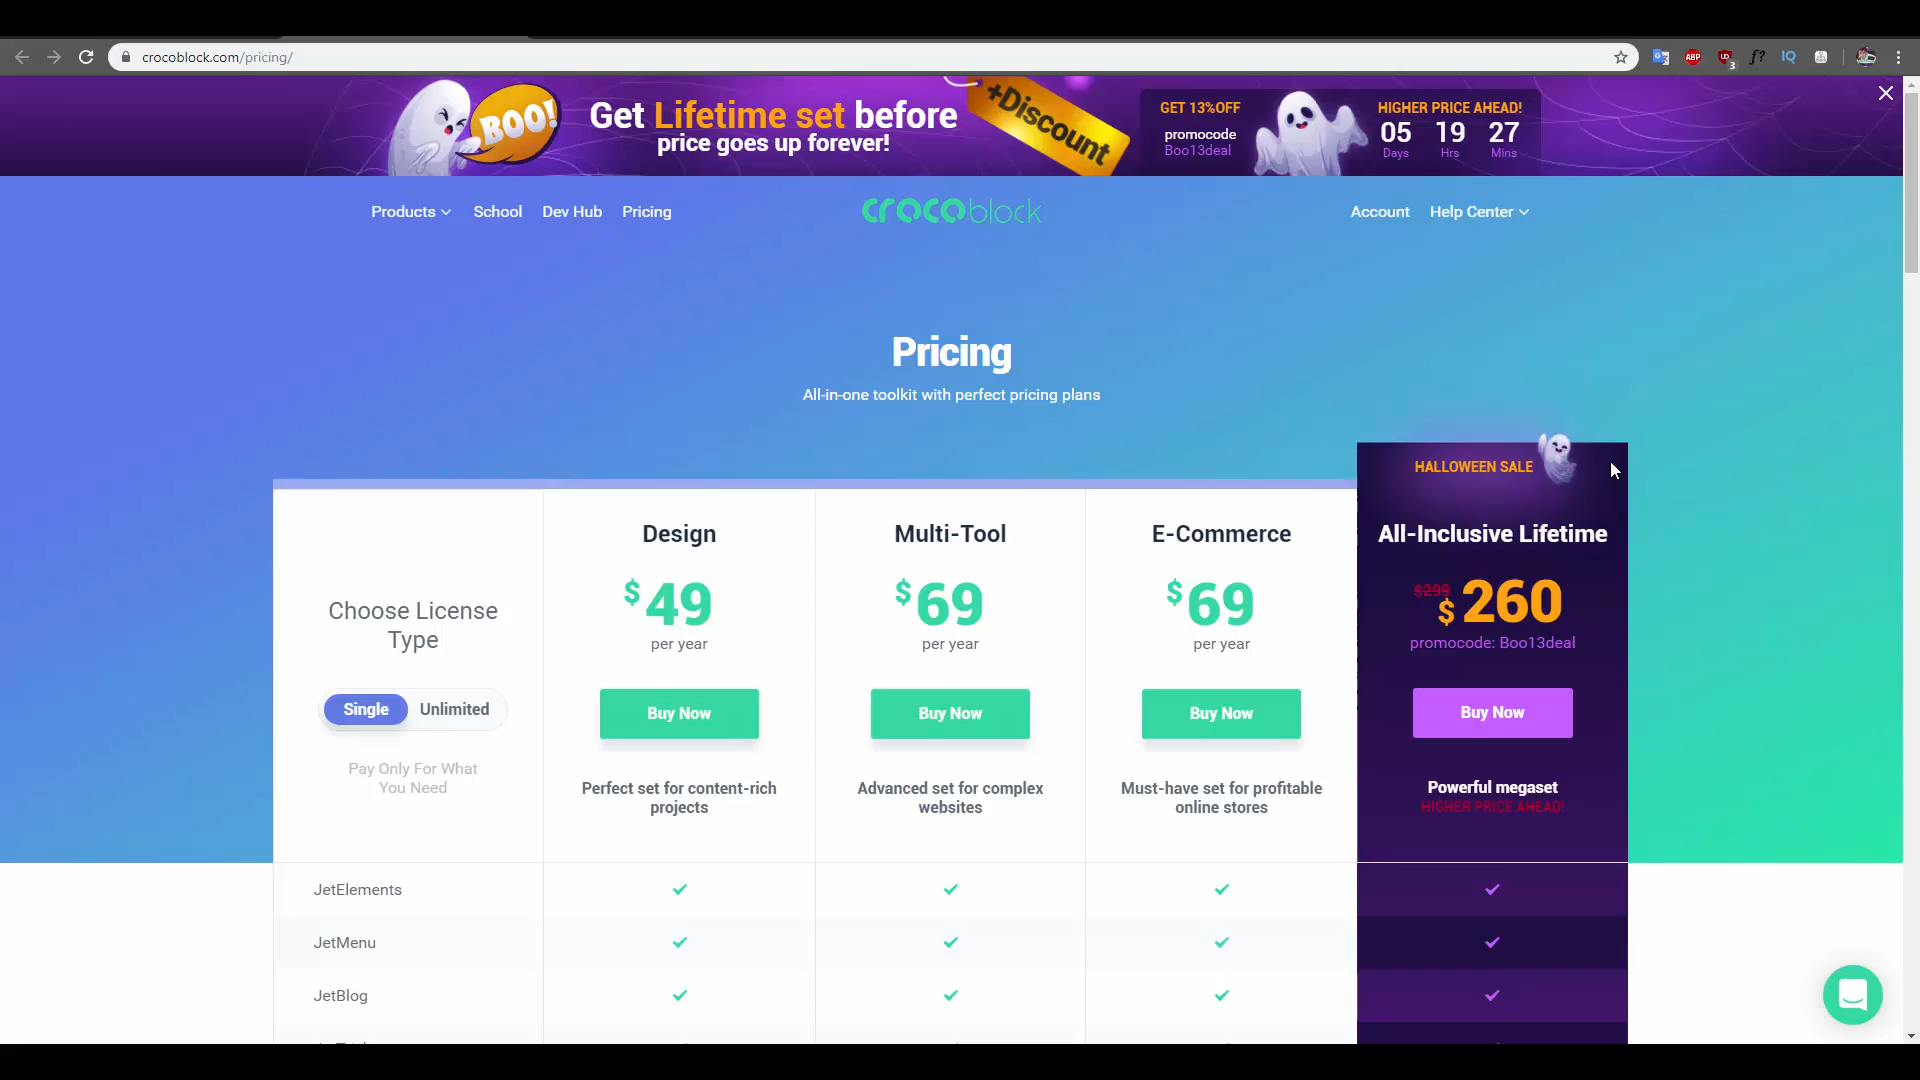 crocoblock.com/pricing/
BOO!
Get Lifetime set before
price goes up forever!
+Discount
GET 13%OFF
promocode
Boo13deal
HIGHER PRICE AHEAD!
05 19 27
Days Hrs Mins
Products School Dev Hub Pricing
crocoblock
Account Help Center
Pricing
All-in-one toolkit with perfect pricing plans
HALLOWEEN SALE
Choose License
Type
Single Unlimited
Pay Only For What
You Need
Design
$49
per year
Buy Now
Perfect set for content-rich
projects
Multi-Tool
$69
per year
Buy Now
Advanced set for complex
websites
E-Commerce
$69
per year
Buy Now
Must-have set for profitable
online stores
All-Inclusive Lifetime
$299 $260
promocode: Boo13deal
Buy Now
Powerful megaset
HIGHER PRICE AHEAD!
JetElements
JetMenu
JetBlog